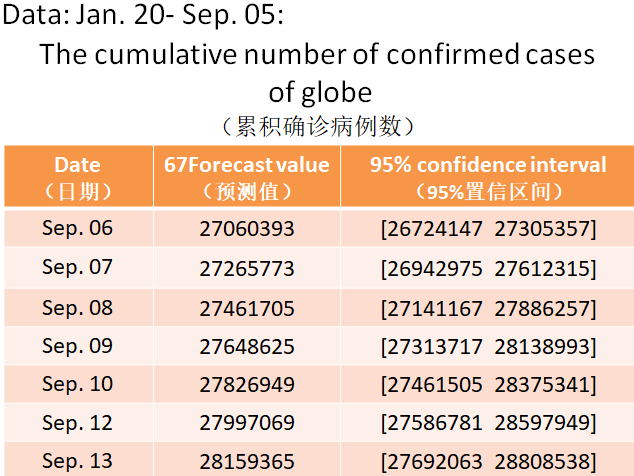 Data: Jan. 20- Sep. 05:
The cumulative number of confirmed cases
of globe
（累积确诊病例数）
Date 67Forecast value 95% confidence interval
（日期） （预测值） （95%置信区间）
Sep. 06 27060393 [26724147 27305357]
Sep. 07 27265773 [26942975 27612315]
Sep. 08 27461705 [27141167 27886257]
Sep. 09 27648625 [27313717 28138993]
Sep. 10 27826949 [27461505 28375341]
Sep. 12 27997069 [27586781 28597949]
Sep. 13 28159365 [27692063 28808538]